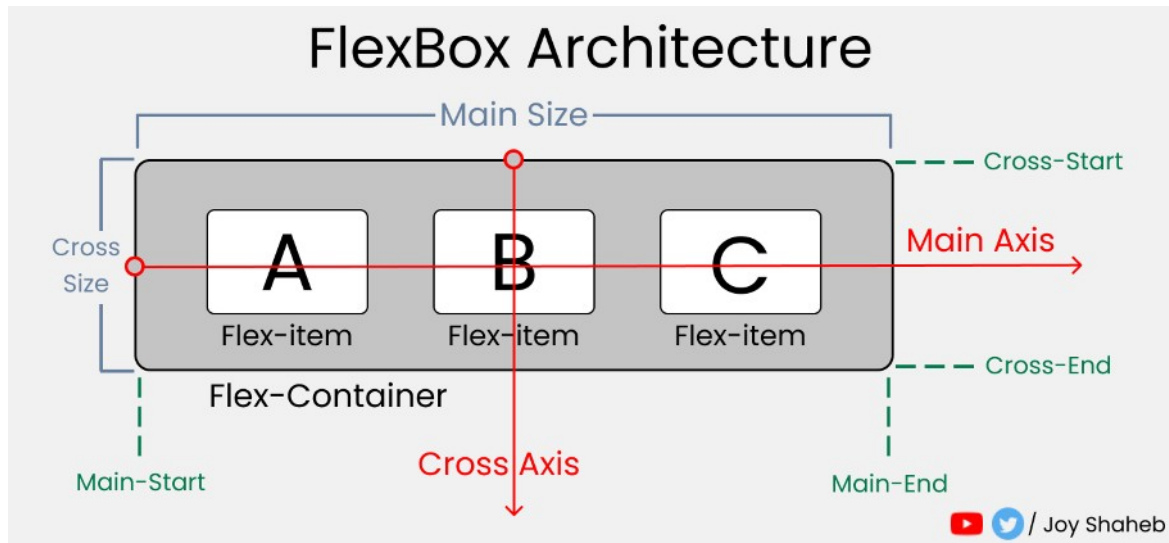 FlexBox Architecture
Main Size
Cross-Start
Cross
Size
Main Axis
A
B
C
Flex-item
Flex-item
Flex-item
Cross-End
Flex-Container
Cross Axis
Main-Start
Main-End
/ Joy Shaheb